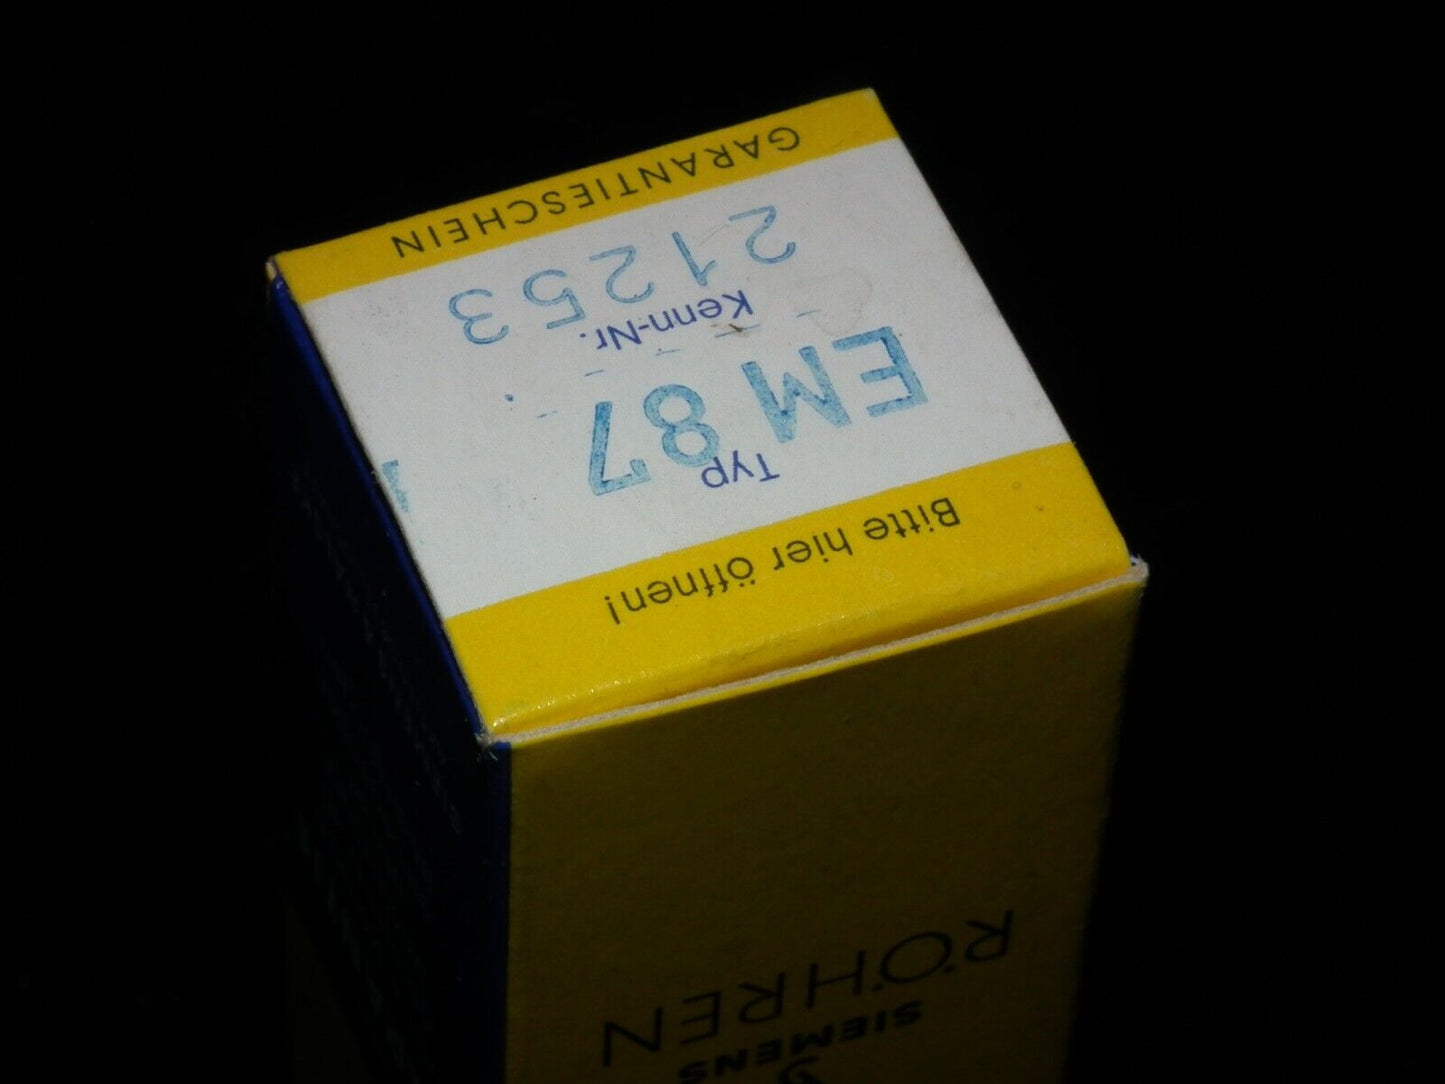 SIEMENS
RÖHREN
Bitte hier öffnen!
Typ
EM 87
Kenn-Nr.
21253
GARANTIESCHEIN